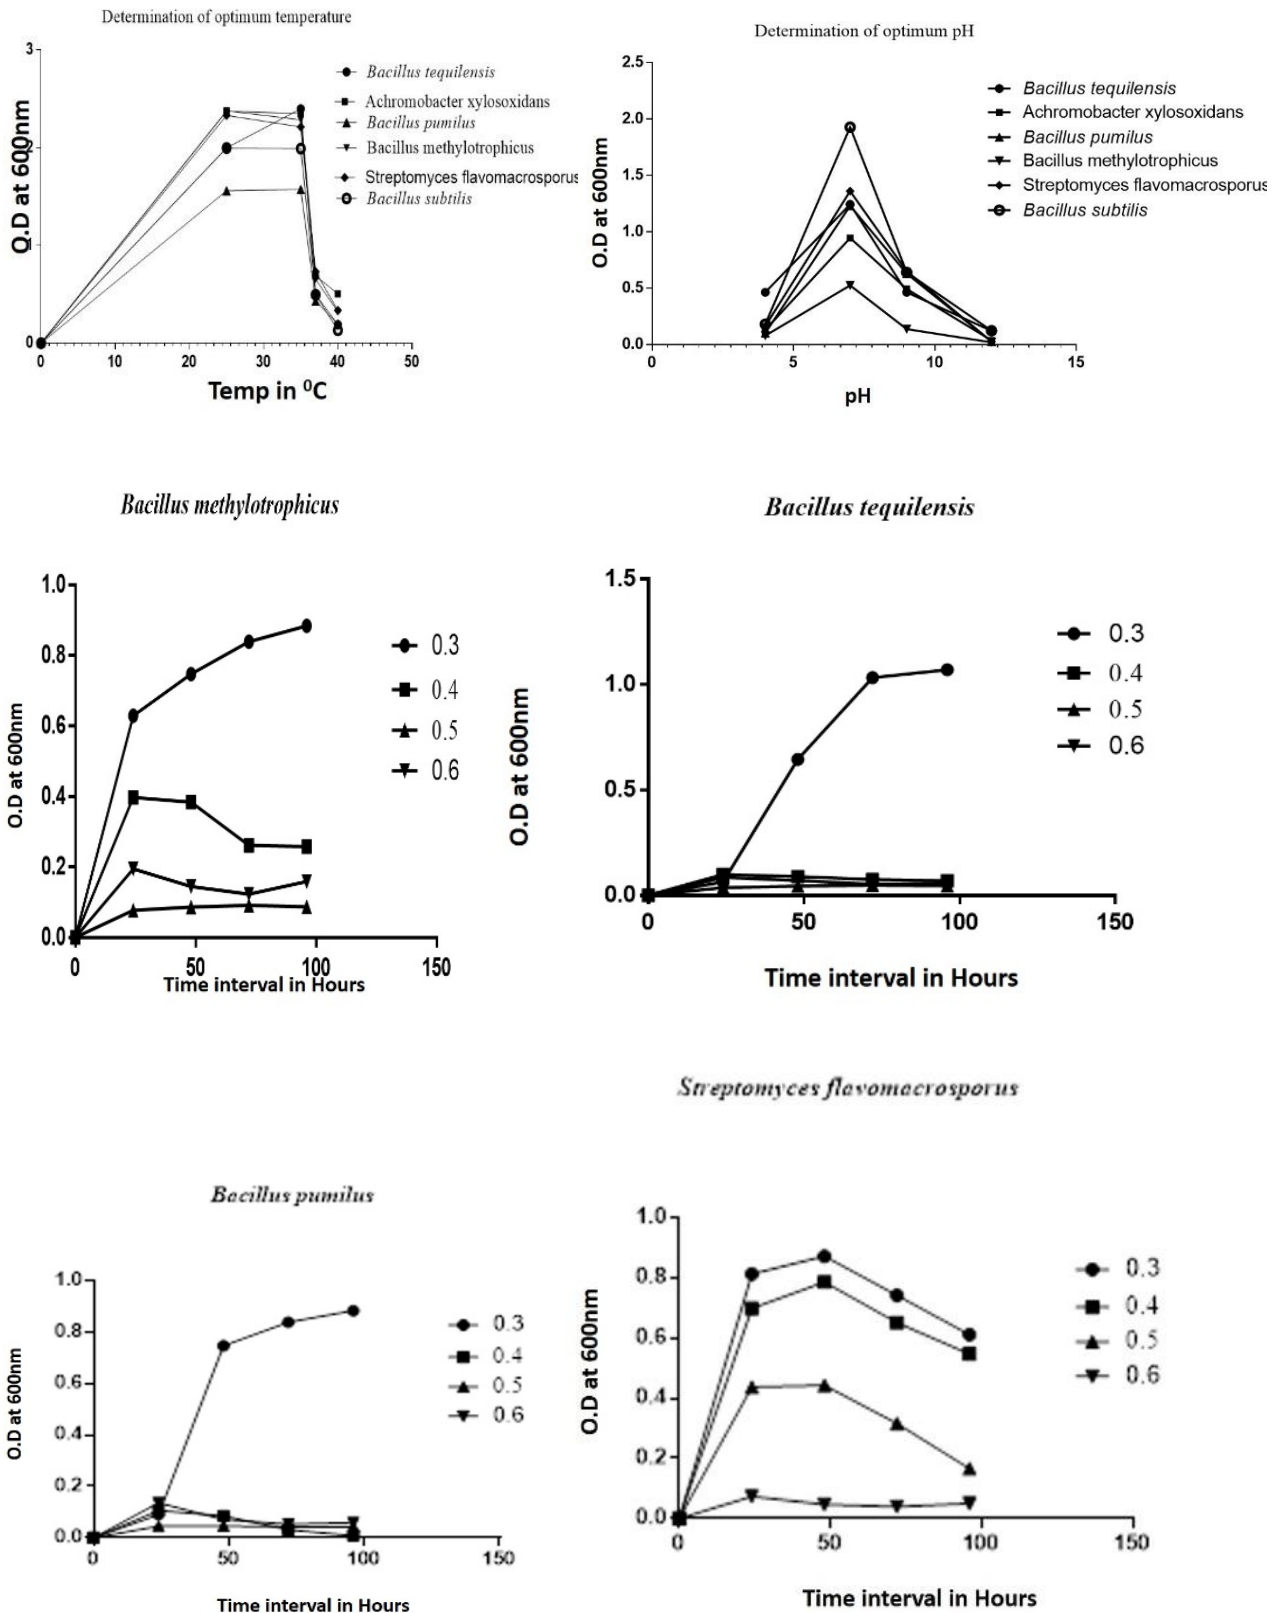 Determination of optimum temperature
3
2
1
0
Q.D at 600nm
0 10 20 30 40 50
Temp in ⁰C
Bacillus tequilensis
Achromobacter xylosoxidans
Bacillus pumilus
Bacillus methylotrophicus
Streptomyces flavomacrosporus
Bacillus subtilis
Determination of optimum pH
2.5
2.0
1.5
1.0
0.5
0.0
O.D at 600nm
0 5 10 15
pH
Bacillus tequilensis
Achromobacter xylosoxidans
Bacillus pumilus
Bacillus methylotrophicus
Streptomyces flavomacrosporus
Bacillus subtilis
Bacillus methylotrophicus
1.0
0.8
0.6
0.4
0.2
0.0
O.D at 600nm
0 50 100 150
Time interval in Hours
0.3
0.4
0.5
0.6
Bacillus tequilensis
1.5
1.0
0.5
0.0
O.D at 600nm
0 50 100 150
Time interval in Hours
0.3
0.4
0.5
0.6
Bacillus pumilus
1.0
0.8
0.6
0.4
0.2
0.0
O.D at 600nm
0 50 100 150
Time interval in Hours
0.3
0.4
0.5
0.6
Streptomyces flavomacrosporus
1.0
0.8
0.6
0.4
0.2
0.0
O.D at 600nm
0 50 100 150
Time interval in Hours
0.3
0.4
0.5
0.6